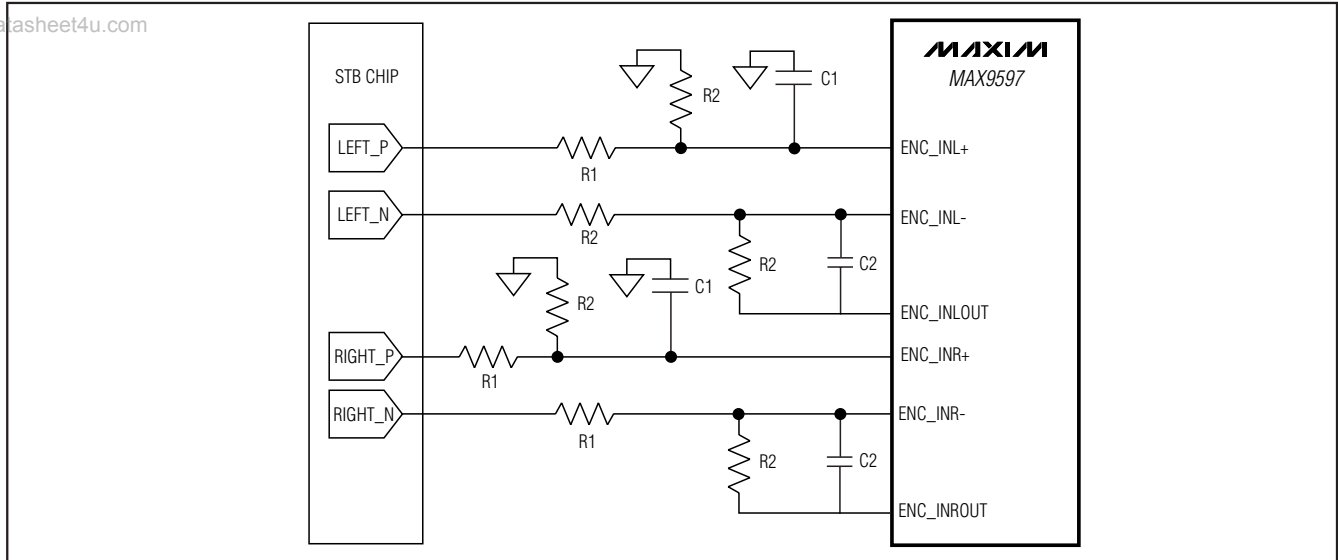 atasheet4u.com
STB CHIP
MAXIM
MAX9597
R2
C1
LEFT_P
R1
ENC_INL+
LEFT_N
R2
ENC_INL-
R2
C2
R2
C1
ENC_INLOUT
RIGHT_P
R1
ENC_INR+
RIGHT_N
R1
ENC_INR-
R2
C2
ENC_INROUT